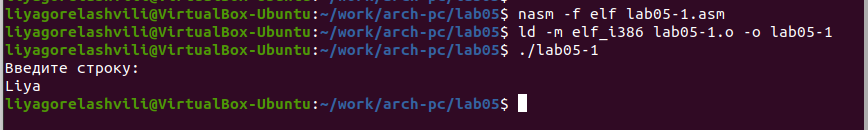 liyagorelashvili@VirtualBox-Ubuntu:~/work/arch-pc/lab05$ nasm -f elf lab05-1.asm
liyagorelashvili@VirtualBox-Ubuntu:~/work/arch-pc/lab05$ ld -m elf_i386 lab05-1.o -o lab05-1
liyagorelashvili@VirtualBox-Ubuntu:~/work/arch-pc/lab05$ ./lab05-1
Введите строку:
Liya
liyagorelashvili@VirtualBox-Ubuntu:~/work/arch-pc/lab05$